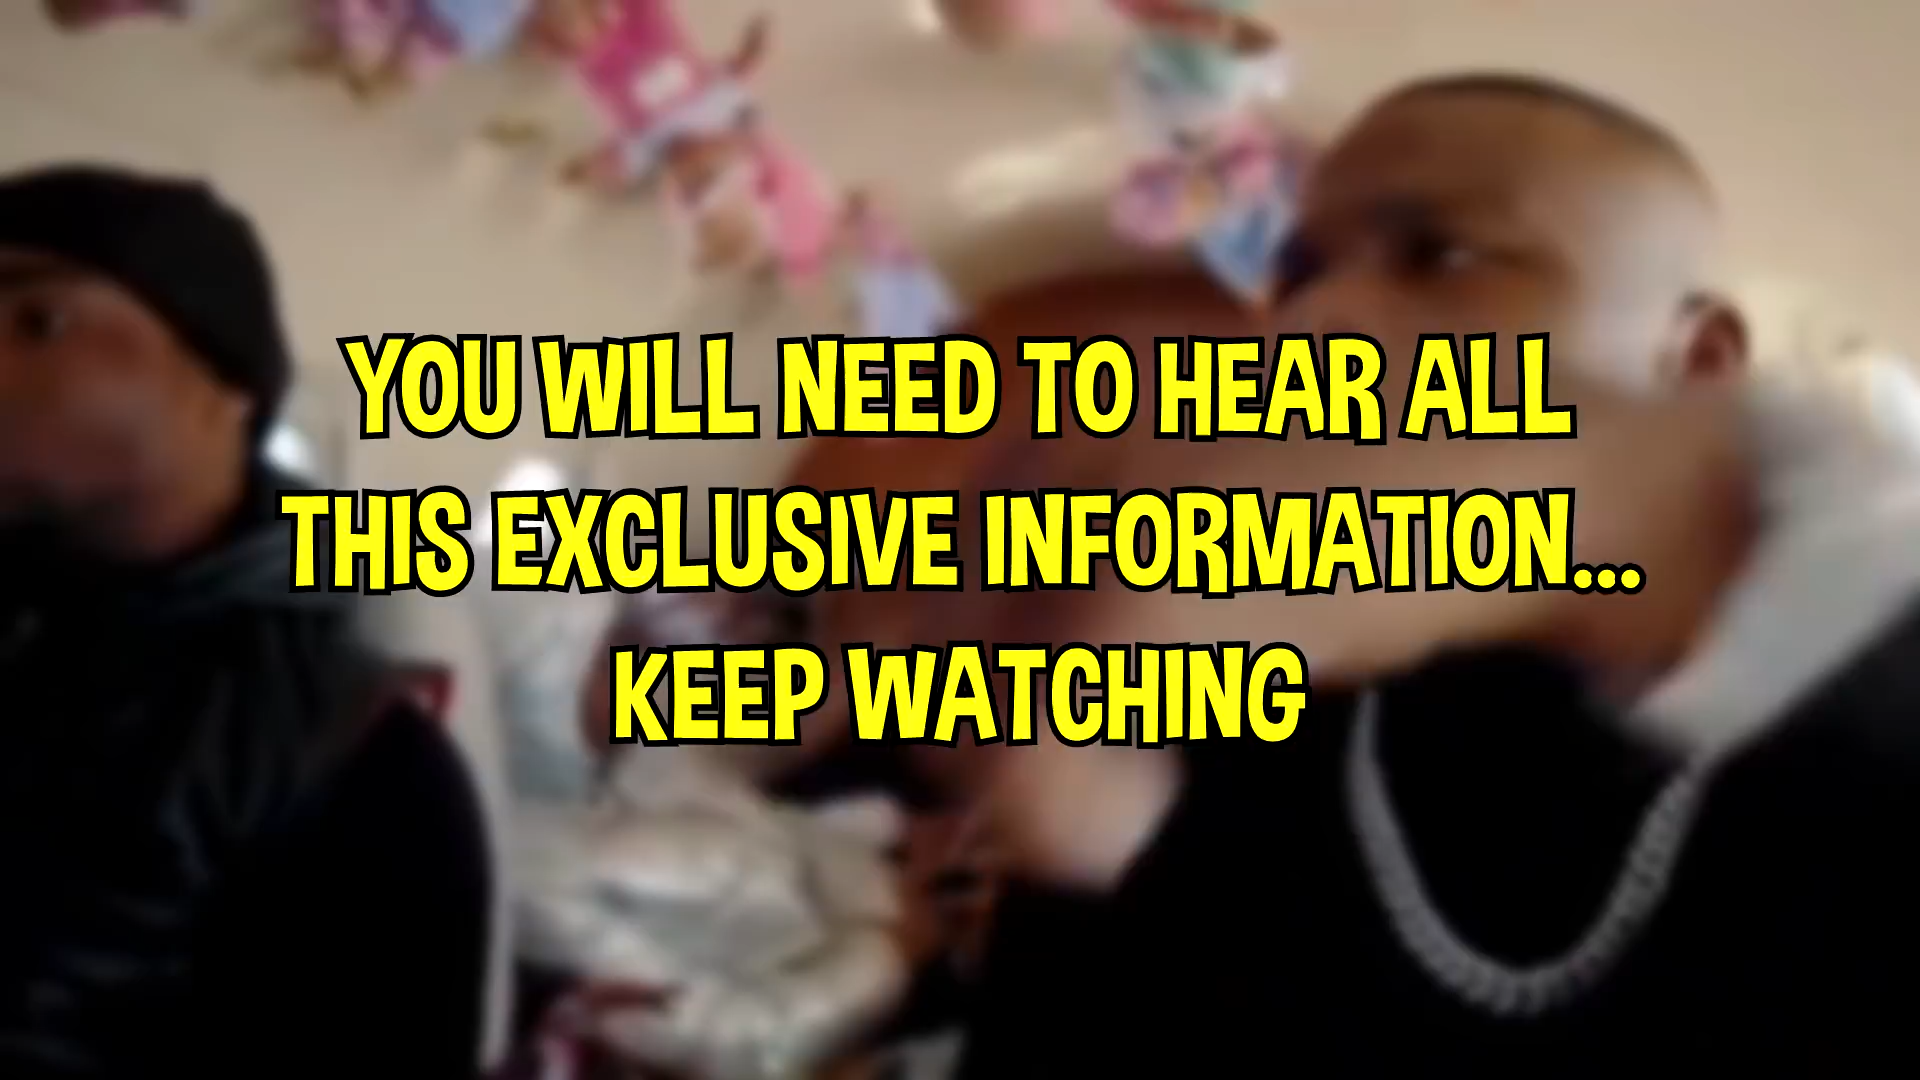 YOU WILL NEED TO HEAR ALL
THIS EXCLUSIVE INFORMATION...
KEEP WATCHING